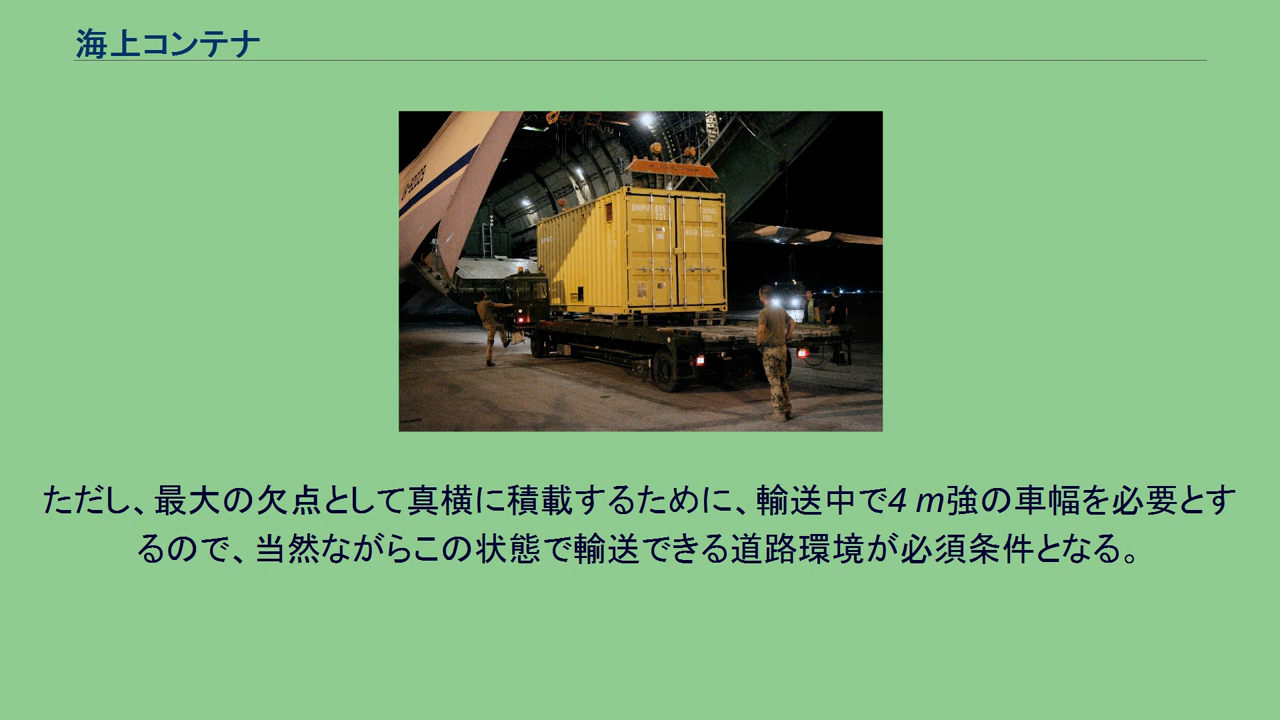 海上コンテナ
ただし、最大の欠点として真横に積載するために、輸送中で4 m強の車幅を必要とす
るので、当然ながらこの状態で輸送できる道路環境が必須条件となる。